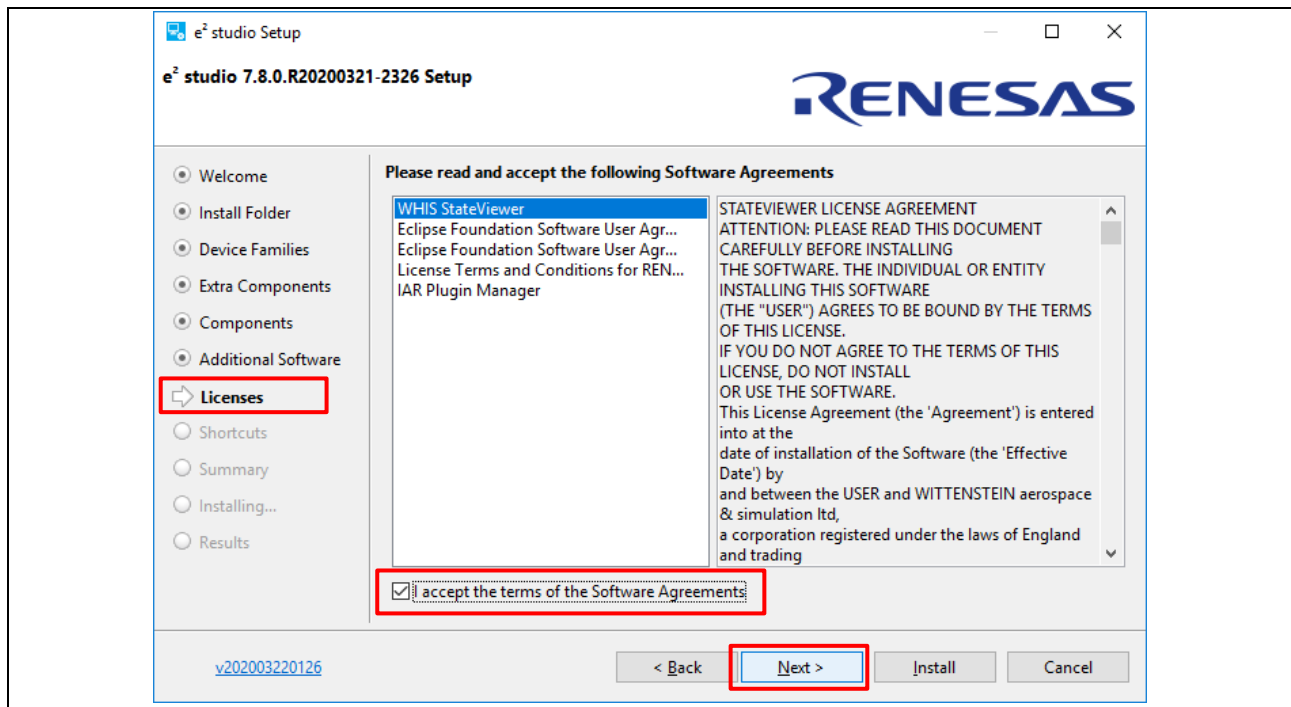 e² studio Setup
e² studio 7.8.0.R20200321-2326 Setup
RENESAS
Welcome
Install Folder
Device Families
Extra Components
Components
Additional Software
Licenses
Shortcuts
Summary
Installing...
Results
Please read and accept the following Software Agreements
WHIS StateViewer
Eclipse Foundation Software User Agr...
Eclipse Foundation Software User Agr...
License Terms and Conditions for REN...
IAR Plugin Manager
STATEVIEWER LICENSE AGREEMENT
ATTENTION: PLEASE READ THIS DOCUMENT
CAREFULLY BEFORE INSTALLING
THE SOFTWARE. THE INDIVIDUAL OR ENTITY
INSTALLING THIS SOFTWARE
(THE "USER") AGREES TO BE BOUND BY THE TERMS
OF THIS LICENSE.
IF YOU DO NOT AGREE TO THE TERMS OF THIS
LICENSE, DO NOT INSTALL
OR USE THE SOFTWARE.
This License Agreement (the 'Agreement') is entered
into at the
date of installation of the Software (the 'Effective
Date') by
and between the USER and WITTENSTEIN aerospace
& simulation ltd,
a corporation registered under the laws of England
and trading
I accept the terms of the Software Agreements
v202003220126
< Back
Next >
Install
Cancel